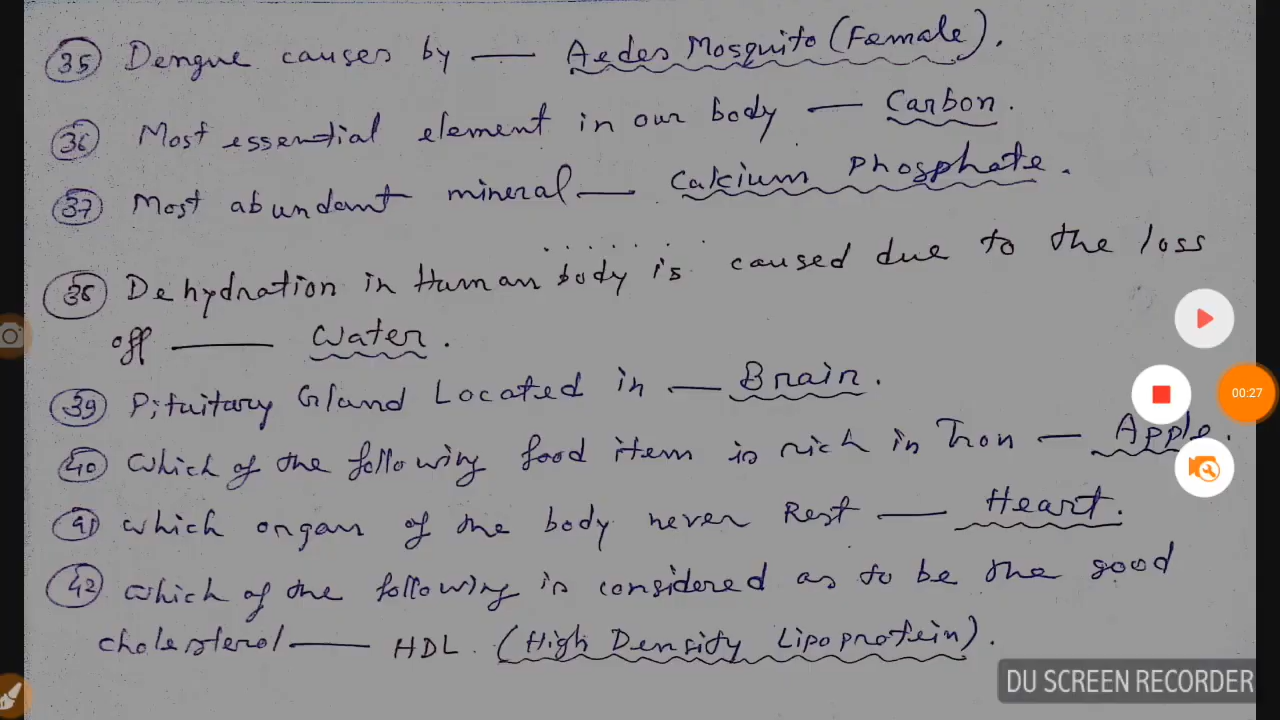 35 Dengue causes by — Aedes Mosquito (Female).
36 Most essential element in our body — Carbon.
37 Most abundant mineral — Calcium Phosphate.
38 Dehydration in Human body is caused due to the loss
off — Water.
39 Pituitary Gland Located in — Brain.
40 Which of the following food item is rich in Iron — Apple.
41 Which organ of the body never Rest — Heart.
42 Which of the following is considered as to be the good
cholesterol — HDL (High Density Lipoprotein).
00:27
DU SCREEN RECORDER